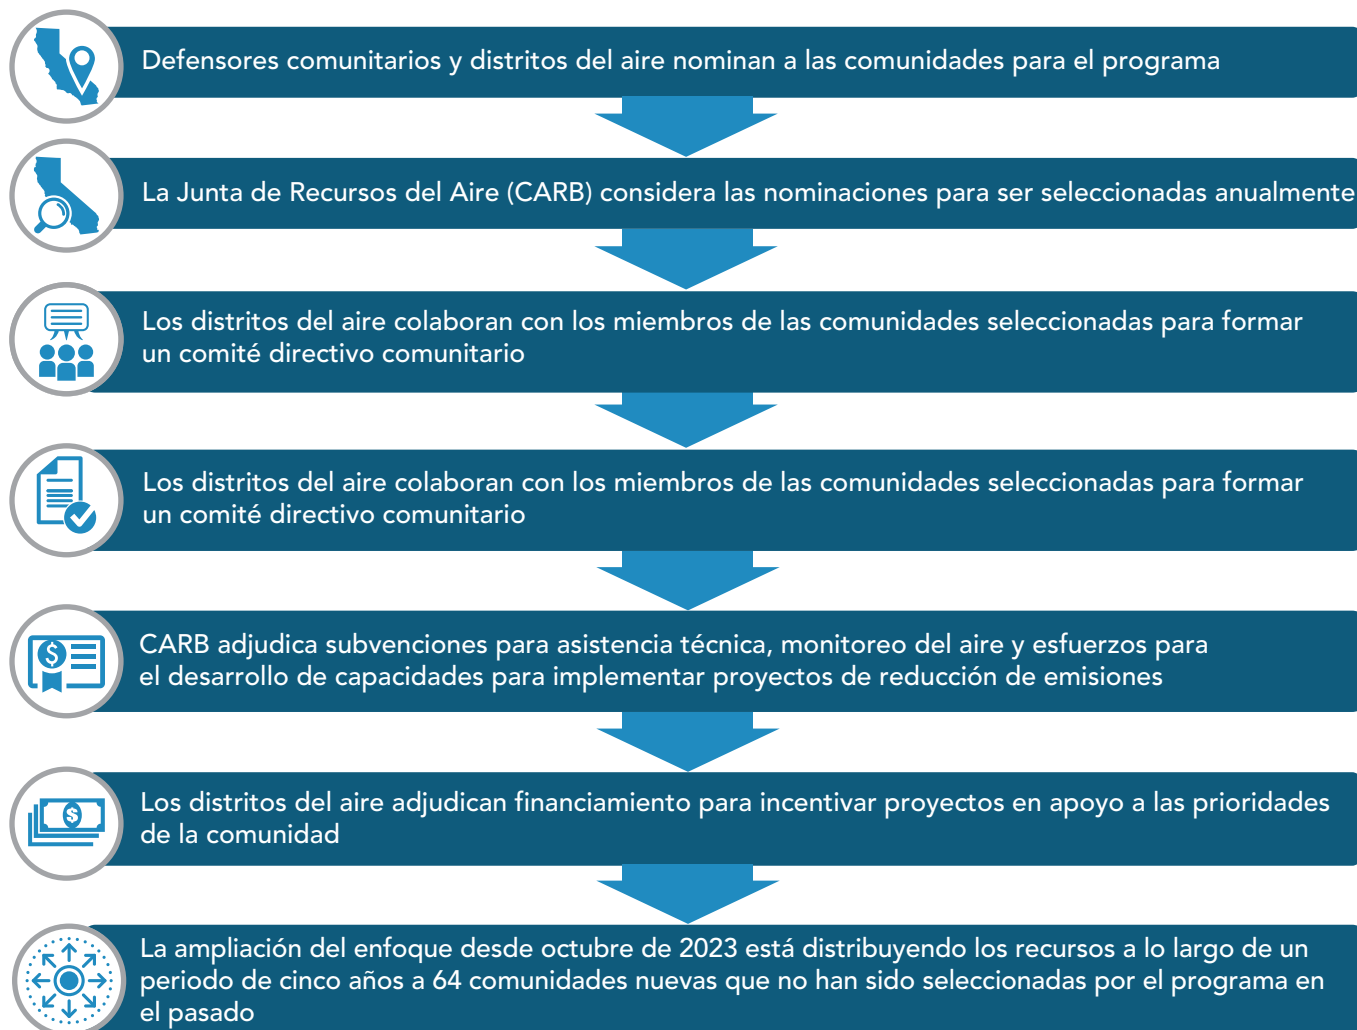 Defensores comunitarios y distritos del aire nominan a las comunidades para el programa
La Junta de Recursos del Aire (CARB) considera las nominaciones para ser seleccionadas anualmente
Los distritos del aire colaboran con los miembros de las comunidades seleccionadas para formar
un comité directivo comunitario
Los distritos del aire colaboran con los miembros de las comunidades seleccionadas para formar
un comité directivo comunitario
$
CARB adjudica subvenciones para asistencia técnica, monitoreo del aire y esfuerzos para
el desarrollo de capacidades para implementar proyectos de reducción de emisiones
$
Los distritos del aire adjudican financiamiento para incentivar proyectos en apoyo a las prioridades
de la comunidad
La ampliación del enfoque desde octubre de 2023 está distribuyendo los recursos a lo largo de un
periodo de cinco años a 64 comunidades nuevas que no han sido seleccionadas por el programa en
el pasado